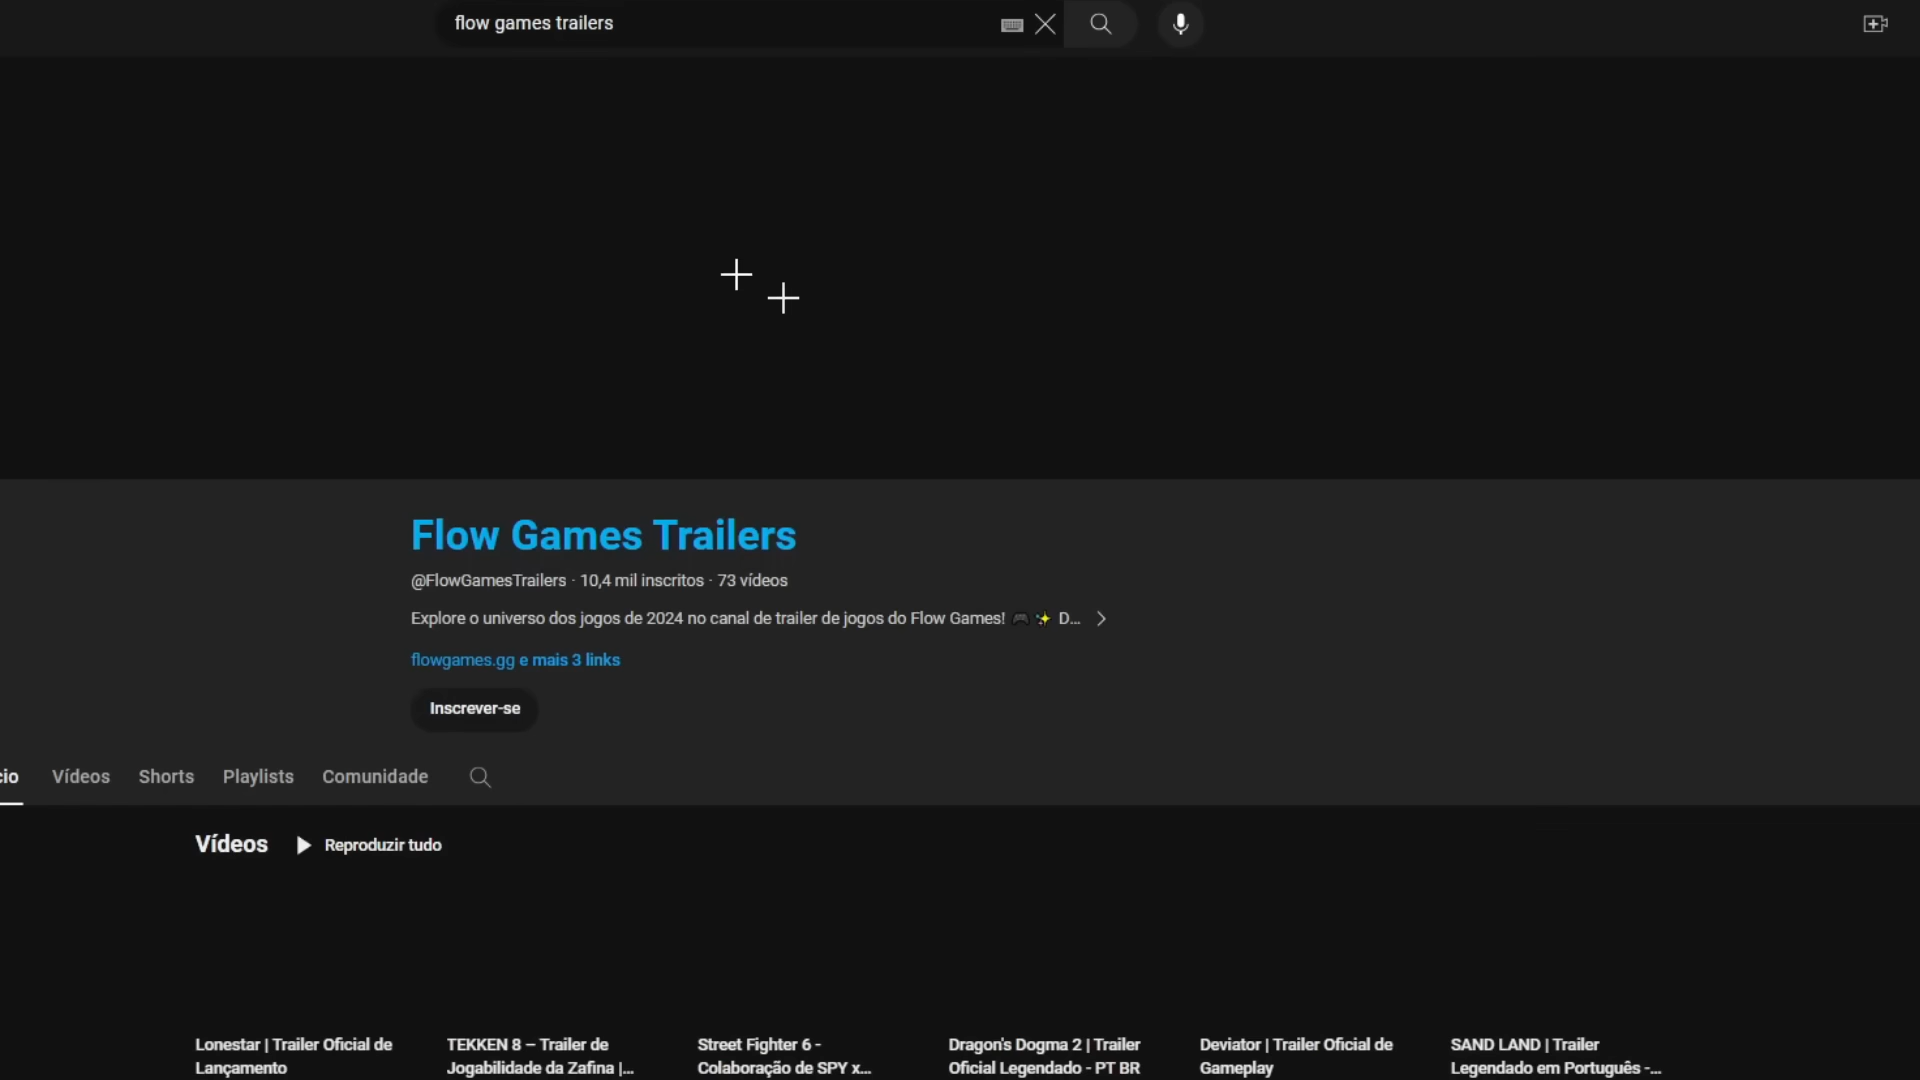 flow games trailers
Flow Games Trailers
@FlowGamesTrailers · 10,4 mil inscritos · 73 vídeos
Explore o universo dos jogos de 2024 no canal de trailer de jogos do Flow Games! 🎮✨ D...
flowgames.gg e mais 3 links
Inscrever-se
cio Vídeos Shorts Playlists Comunidade
Vídeos Reproduzir tudo
Lonestar | Trailer Oficial de
Lançamento
TEKKEN 8 – Trailer de
Jogabilidade da Zafina |...
Street Fighter 6 -
Colaboração de SPY x...
Dragon's Dogma 2 | Trailer
Oficial Legendado - PT BR
Deviator | Trailer Oficial de
Gameplay
SAND LAND | Trailer
Legendado em Português -...